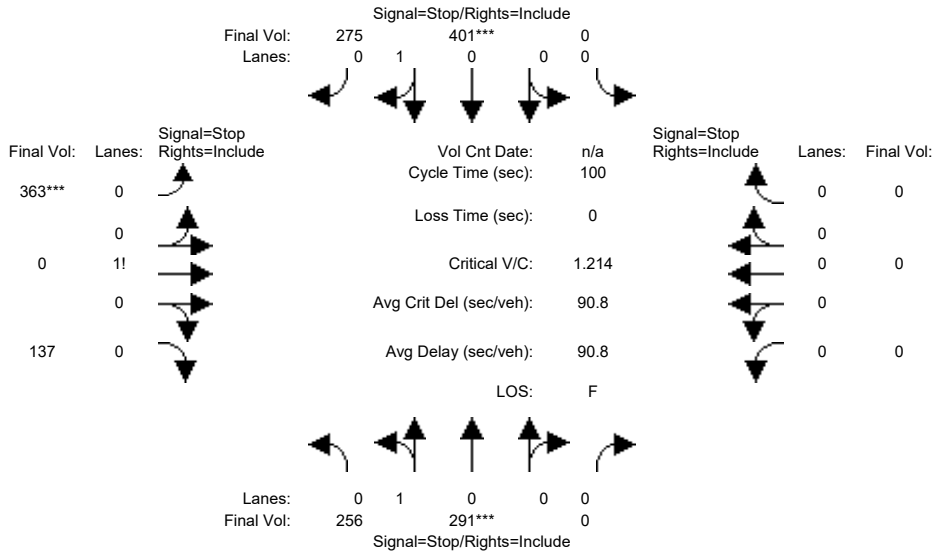 Signal=Stop/Rights=Include
Final Vol: 275 401*** 0
Lanes: 0 1 0 0 0
Signal=Stop Signal=Stop
Final Vol: Lanes: Rights=Include Vol Cnt Date: n/a Rights=Include Lanes: Final Vol:
Cycle Time (sec): 100
363*** 0 0 0
Loss Time (sec): 0
0 0
0 1! Critical V/C: 1.214 0 0
0 Avg Crit Del (sec/veh): 90.8 0
137 0 Avg Delay (sec/veh): 90.8 0 0
LOS: F
Lanes: 0 1 0 0 0
Final Vol: 256 291*** 0
Signal=Stop/Rights=Include